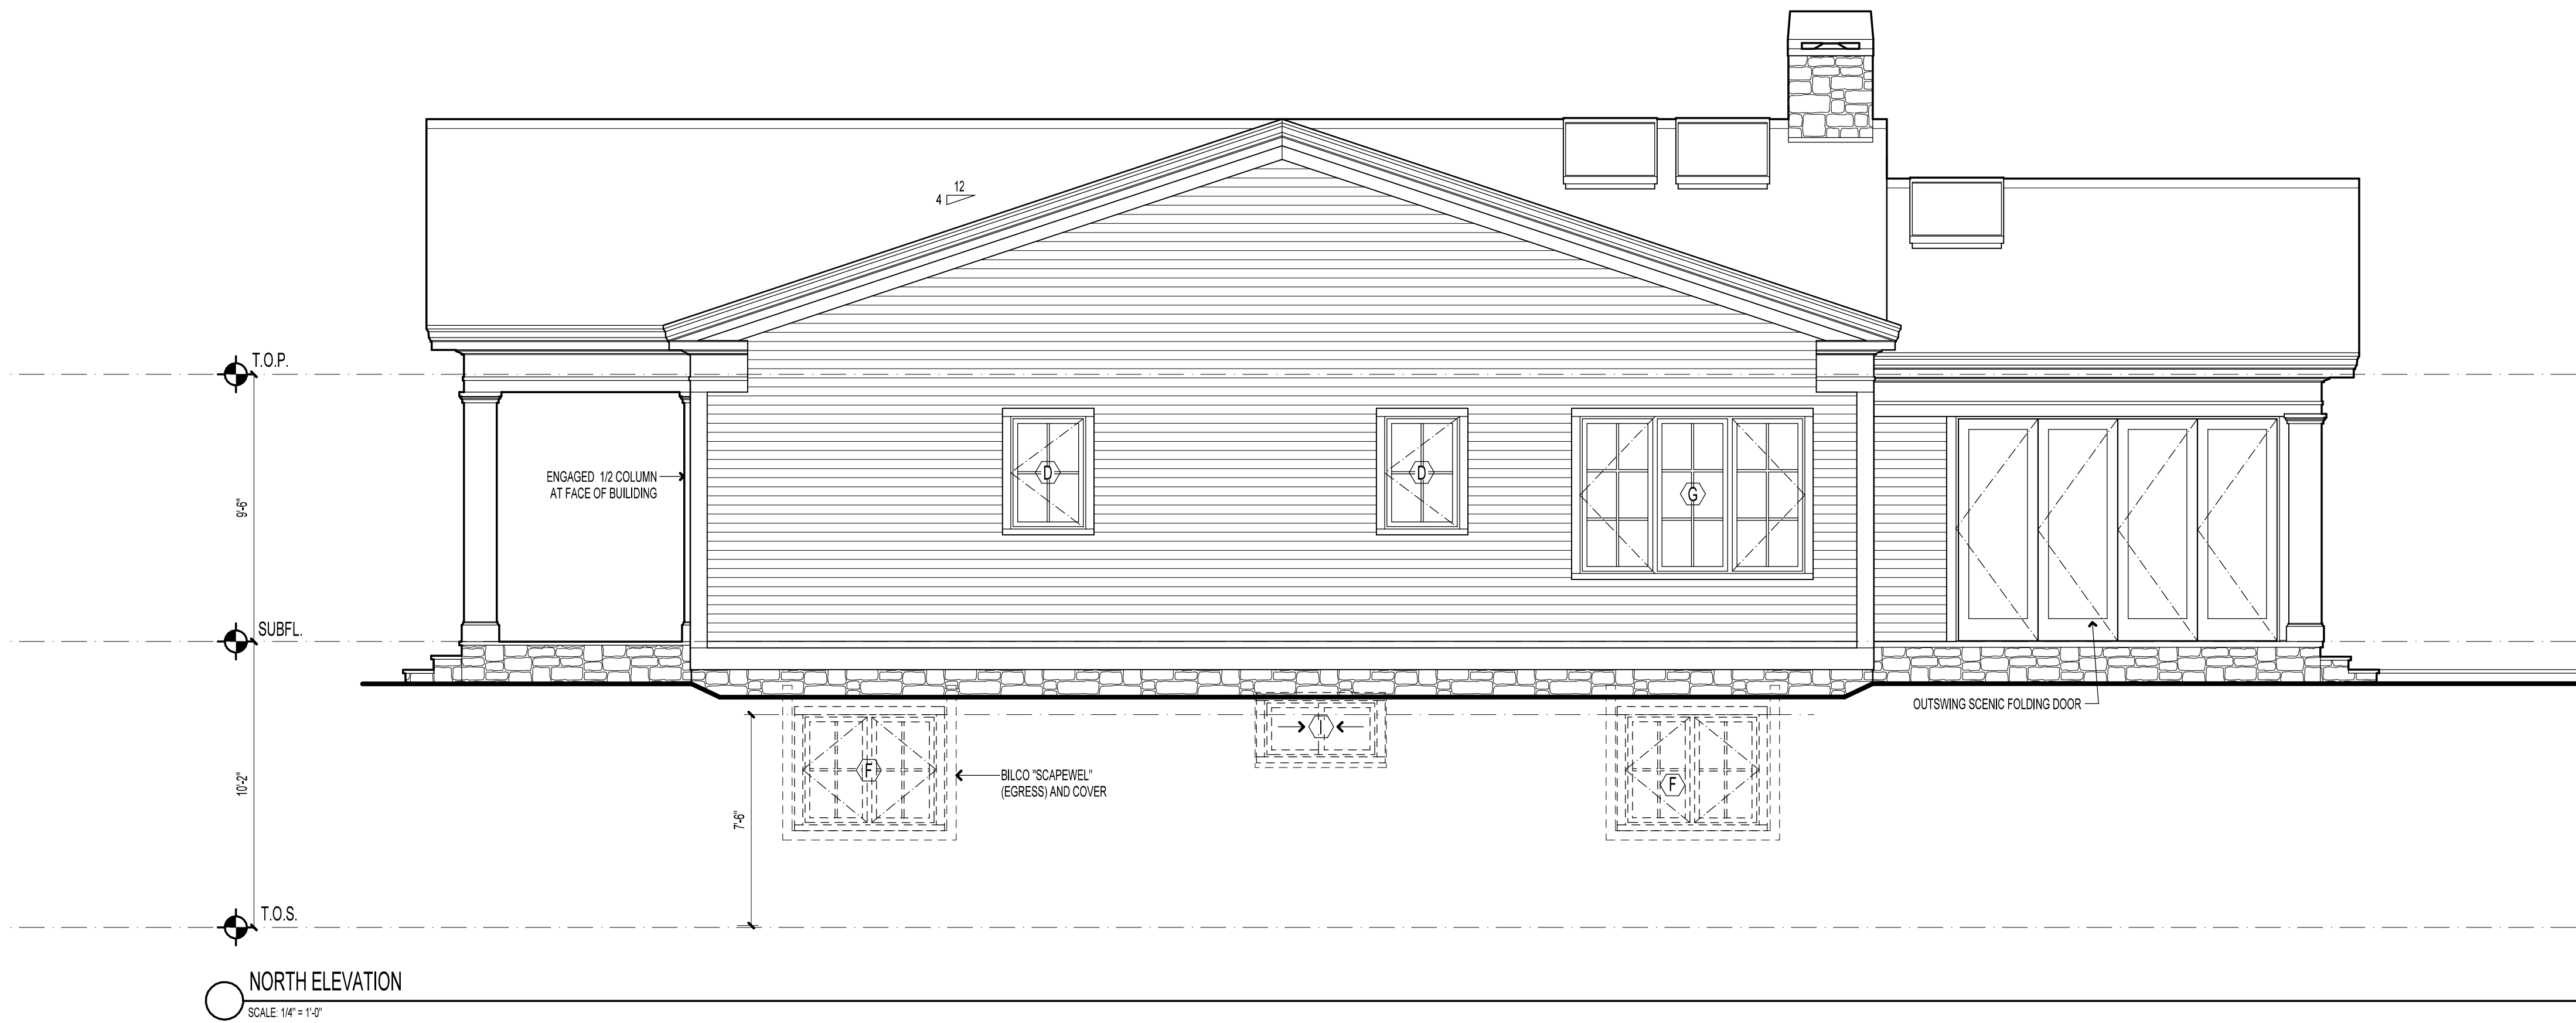 12
4
T.O.P.
ENGAGED 1/2 COLUMN
AT FACE OF BUILDING
D
D
G
9'-6"
SUBFL.
OUTSWING SCENIC FOLDING DOOR
I
F
F
BILCO "SCAPEWEL"
(EGRESS) AND COVER
10'-2"
7'-6"
T.O.S.
NORTH ELEVATION
SCALE: 1/4" = 1'-0"